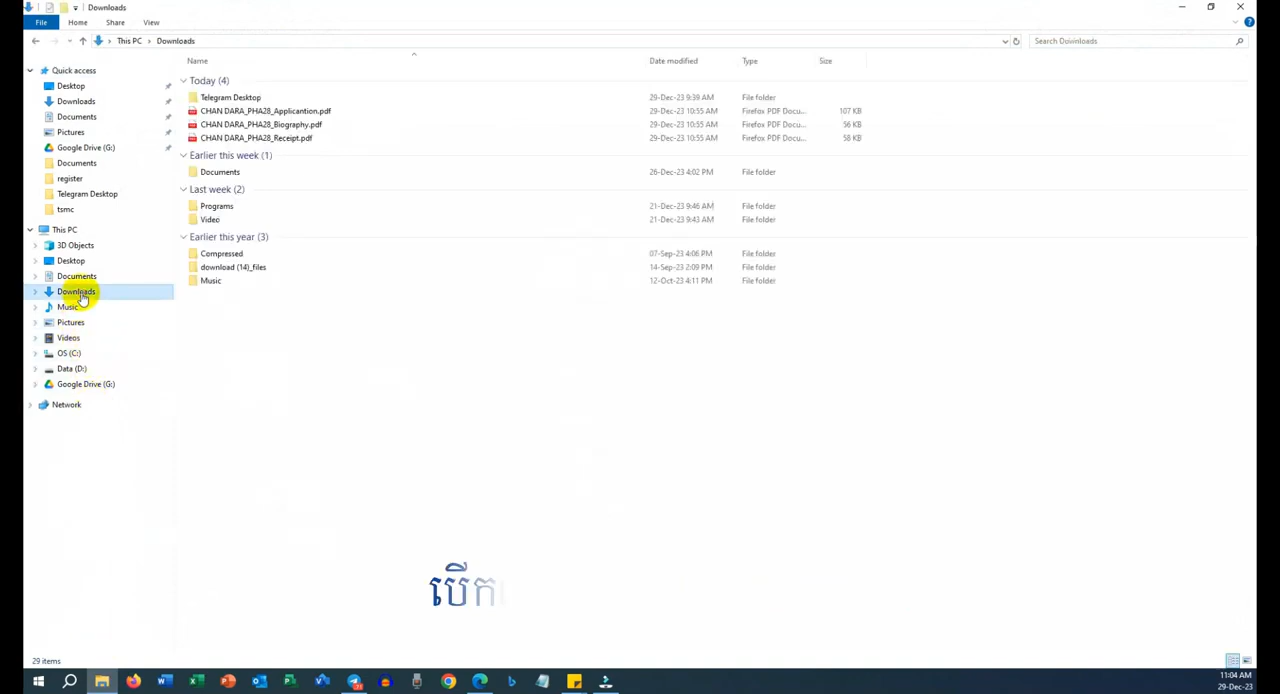 Downloads
File Home Share View
This PC > Downloads
Search Downloads
Name Date modified Type Size
Quick access
Desktop
Downloads
Documents
Pictures
Google Drive (G:)
Documents
register
Telegram Desktop
tsmc
This PC
3D Objects
Desktop
Documents
Downloads
Music
Pictures
Videos
OS (C:)
Data (D:)
Google Drive (G:)
Network
Today (4)
Telegram Desktop 29-Dec-23 9:39 AM File folder
CHAN DARA_PHA28_Applicantion.pdf 29-Dec-23 10:55 AM Firefox PDF Docu... 107 KB
CHAN DARA_PHA28_Biography.pdf 29-Dec-23 10:55 AM Firefox PDF Docu... 56 KB
CHAN DARA_PHA28_Receipt.pdf 29-Dec-23 10:55 AM Firefox PDF Docu... 58 KB
Earlier this week (1)
Documents 26-Dec-23 4:02 PM File folder
Last week (2)
Programs 21-Dec-23 9:46 AM File folder
Video 21-Dec-23 9:43 AM File folder
Earlier this year (3)
Compressed 07-Sep-23 4:06 PM File folder
download (14)_files 14-Sep-23 2:09 PM File folder
Music 12-Oct-23 4:11 PM File folder
បើក
29 items
11:04 AM
29-Dec-23